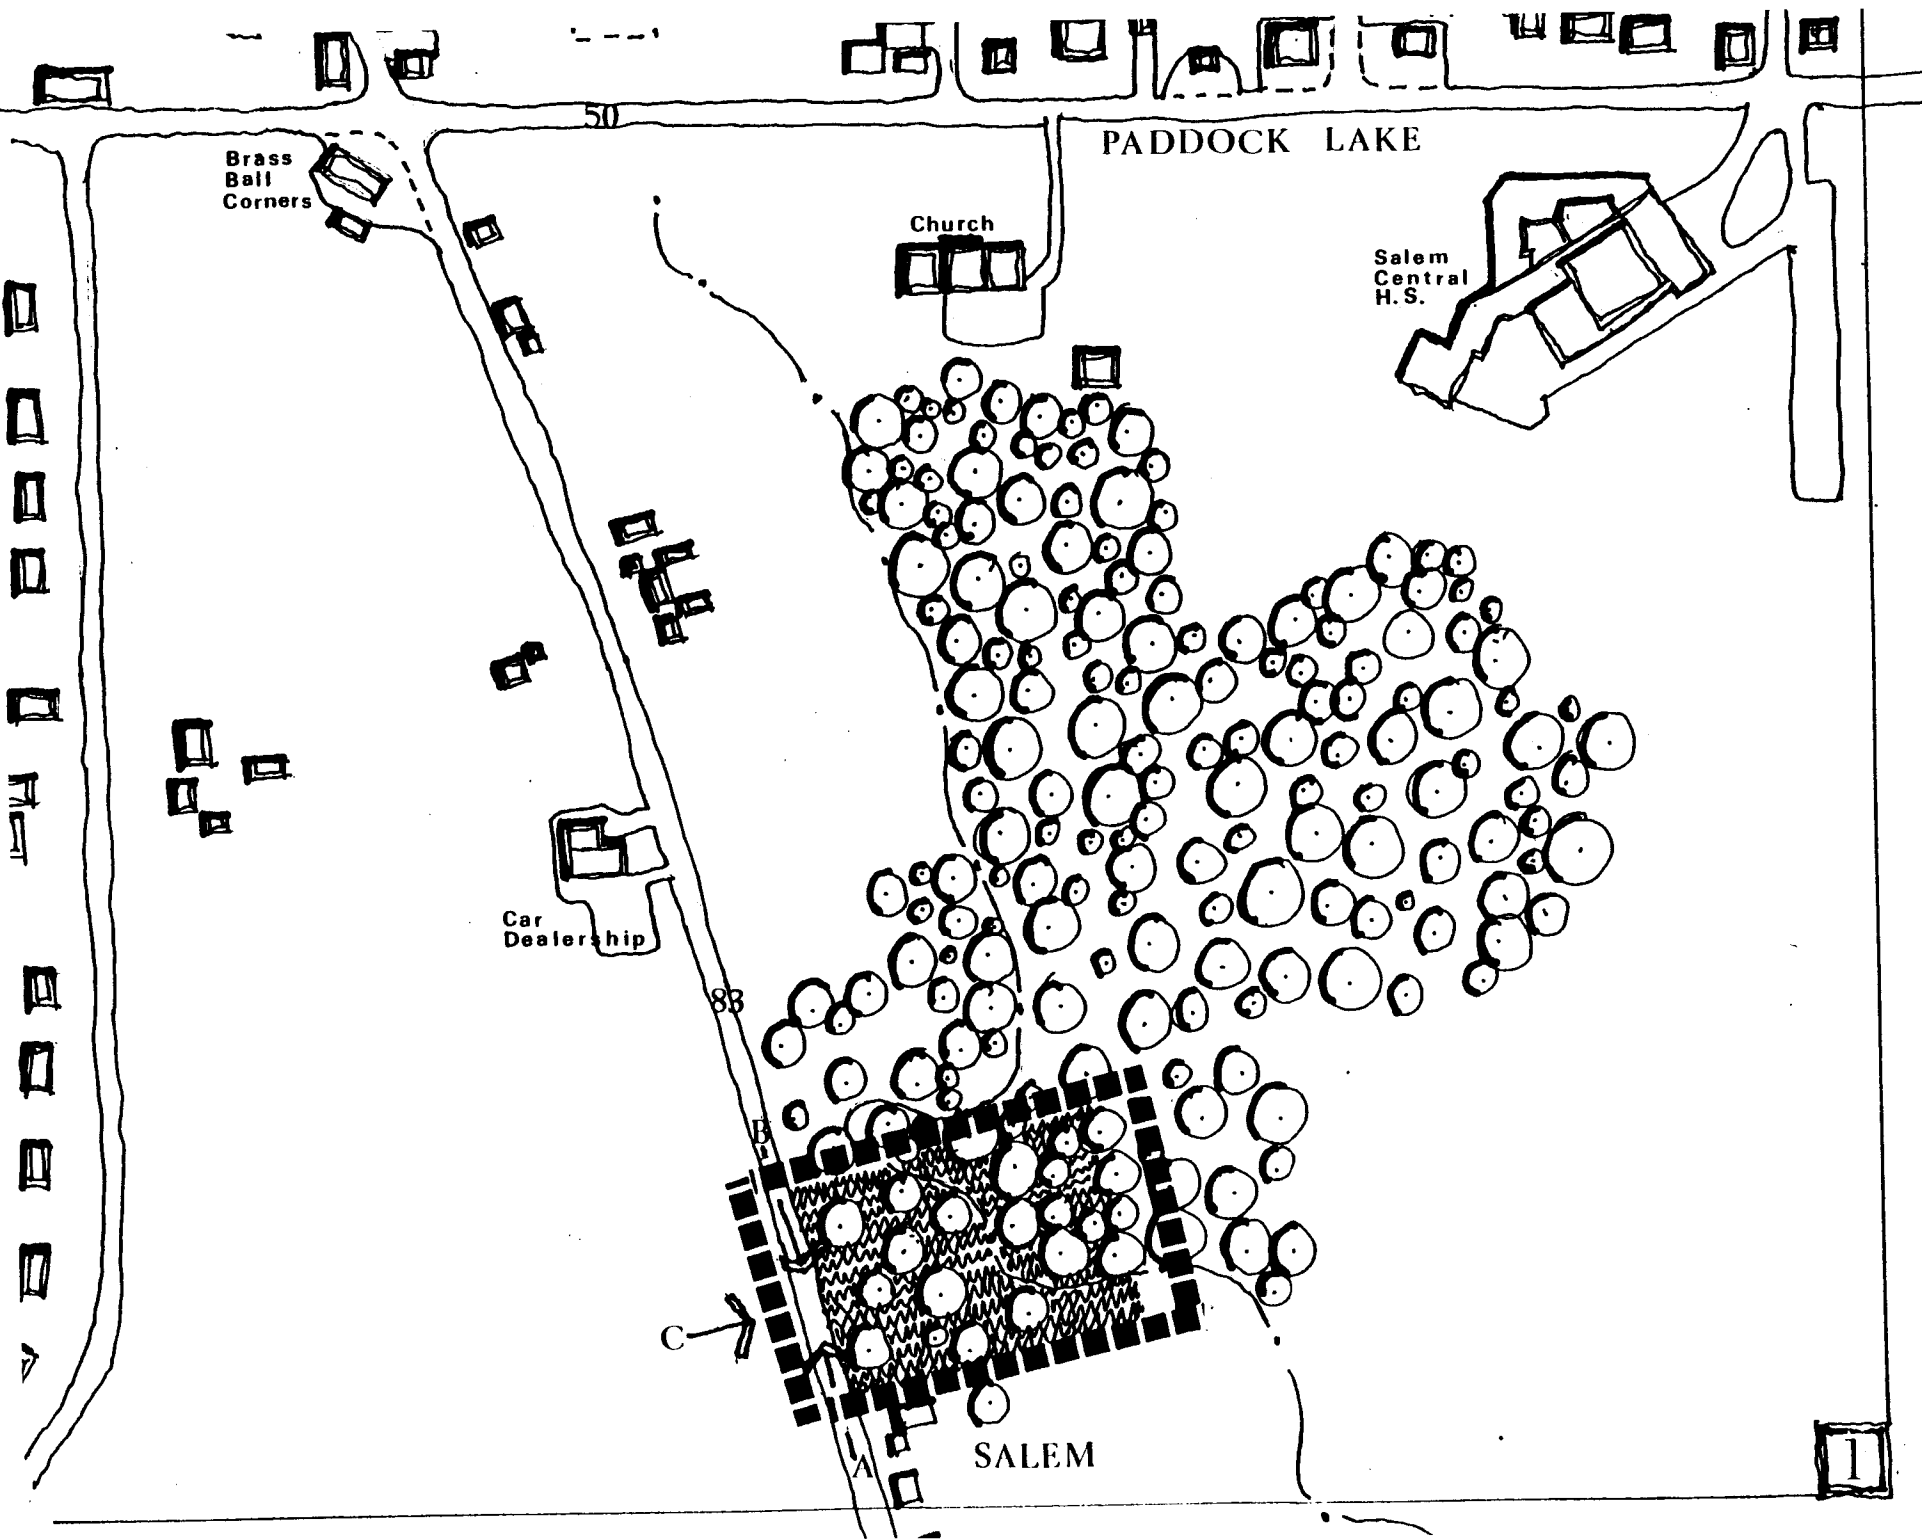 50
PADDOCK LAKE
Brass
Ball
Corners
Church
Salem
Central
H.S.
Car
Dealership
83
B
C
A
SALEM
1